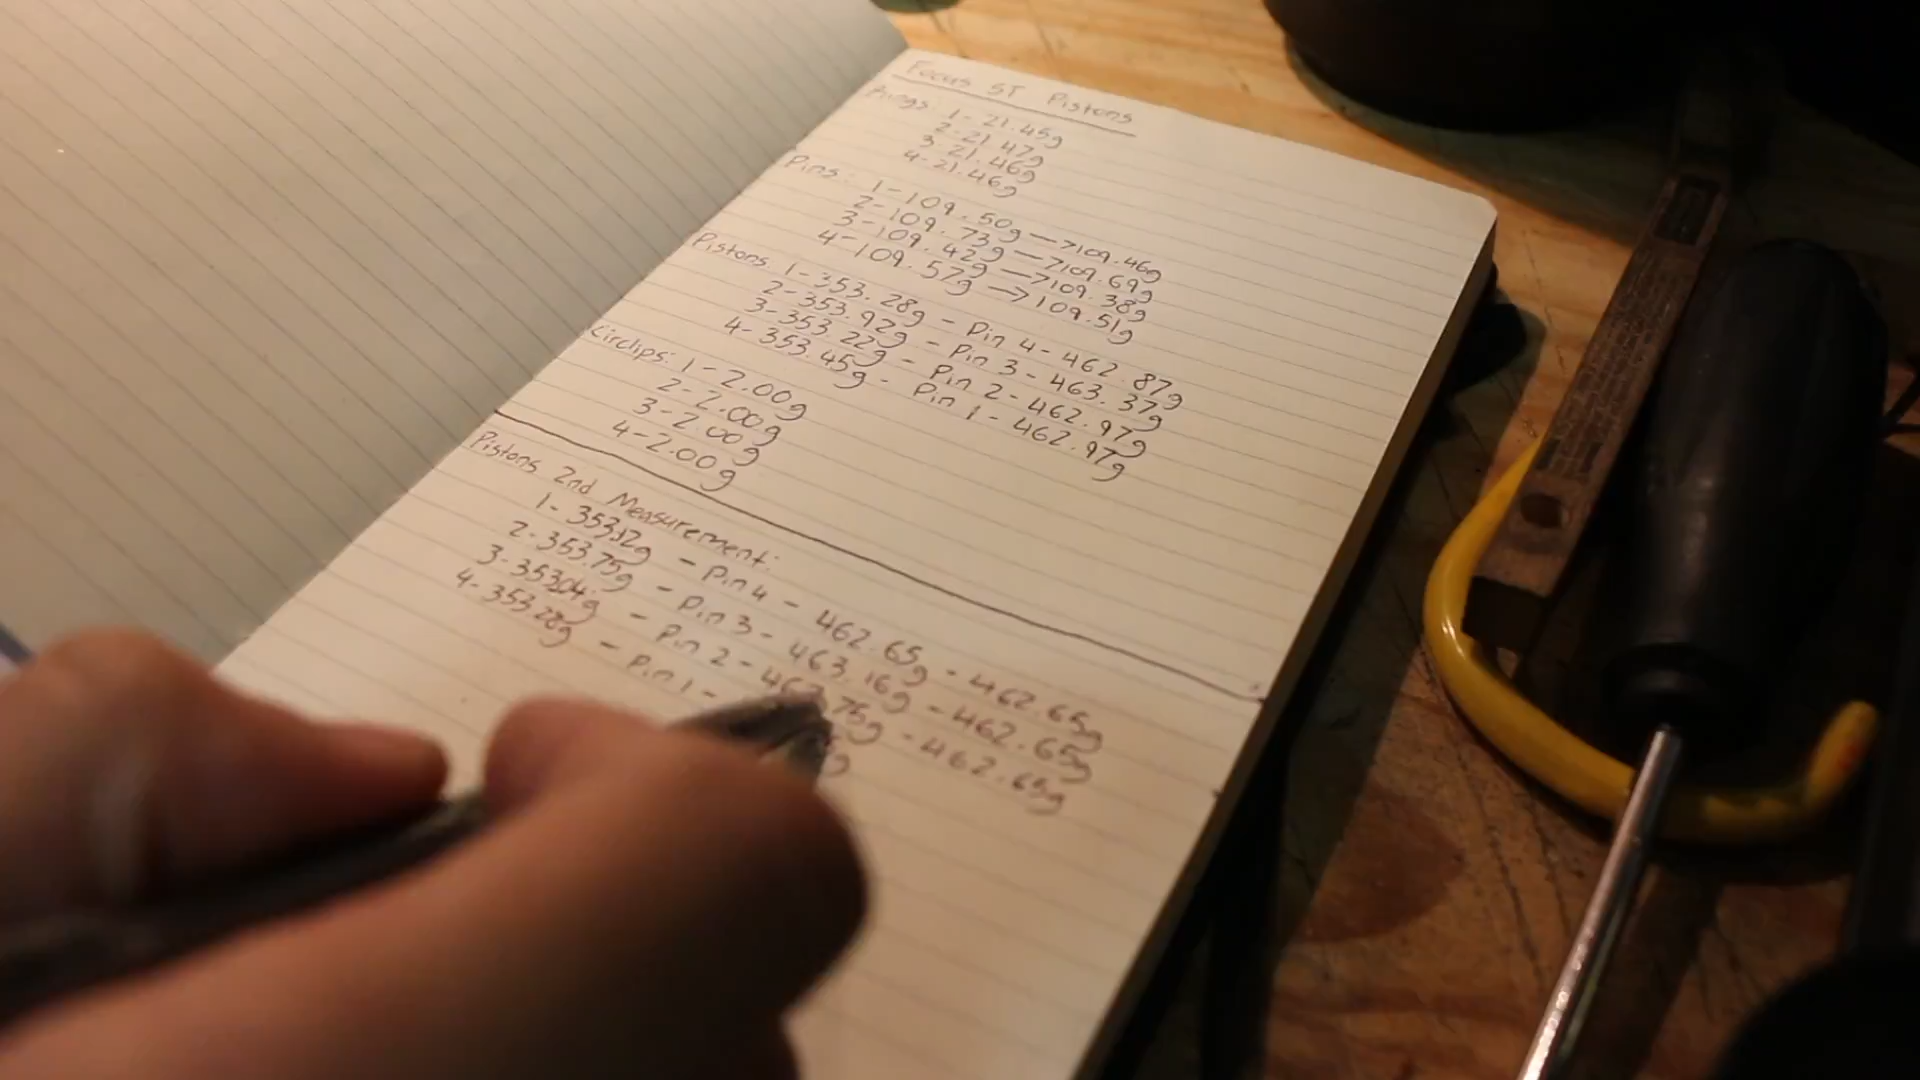 Focus ST Pistons
Rings: 1 - 21.45g
2 - 21.47g
3 - 21.46g
4 - 21.46g
Pins: 1 - 109.50g → 109.46g
2 - 109.73g → 109.69g
3 - 109.42g → 109.38g
4 - 109.57g → 109.51g
Pistons: 1 - 353.28g - Pin 4 - 462.87g
2 - 353.92g - Pin 3 - 463.37g
3 - 353.22g - Pin 2 - 462.97g
4 - 353.45g - Pin 1 - 462.97g
Circlips: 1 - 2.00g
2 - 2.00g
3 - 2.00g
4 - 2.00g
Pistons 2nd Measurement:
1 - 353.12g - Pin 4 - 462.65g - 462.65g
2 - 353.75g - Pin 3 - 463.16g - 462.65g
3 - 353.04g - Pin 2 - 462.75g - 462.65g
4 - 353.28g - Pin 1 -